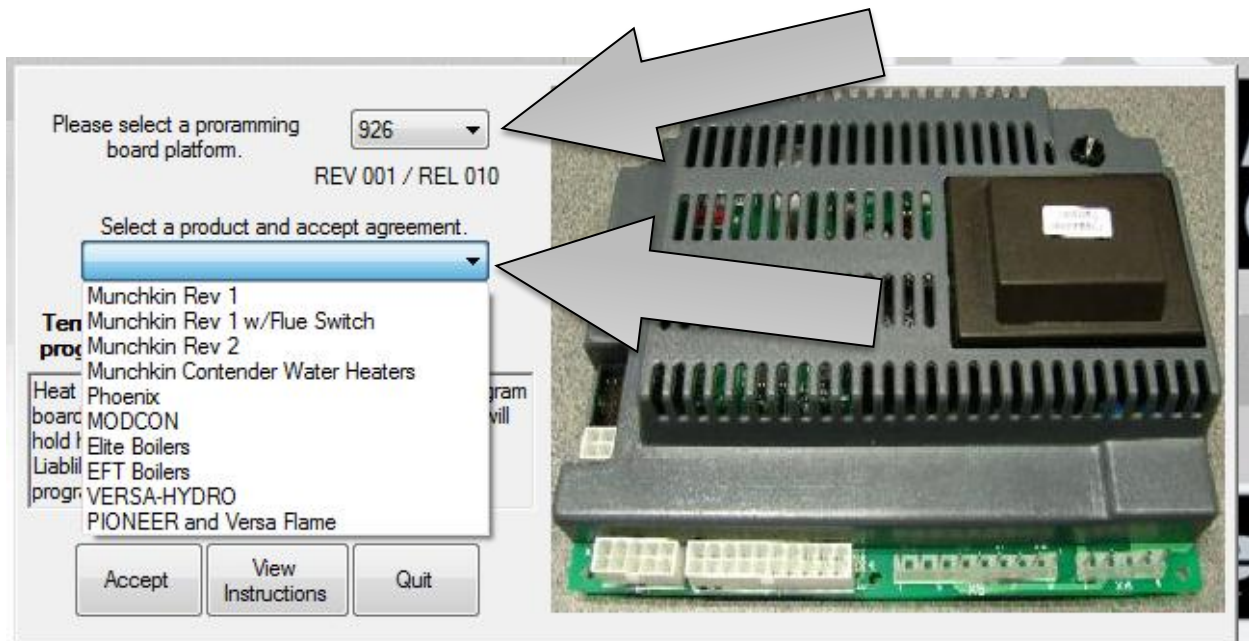 Please select a proramming
board platform.
926
REV 001 / REL 010
Select a product and accept agreement.
Munchkin Rev 1
Munchkin Rev 1 w/Flue Switch
Munchkin Rev 2
Munchkin Contender Water Heaters
Phoenix
MODCON
Elite Boilers
EFT Boilers
VERSA-HYDRO
PIONEER and Versa Flame
Heat
Accept
View
Instructions
Quit